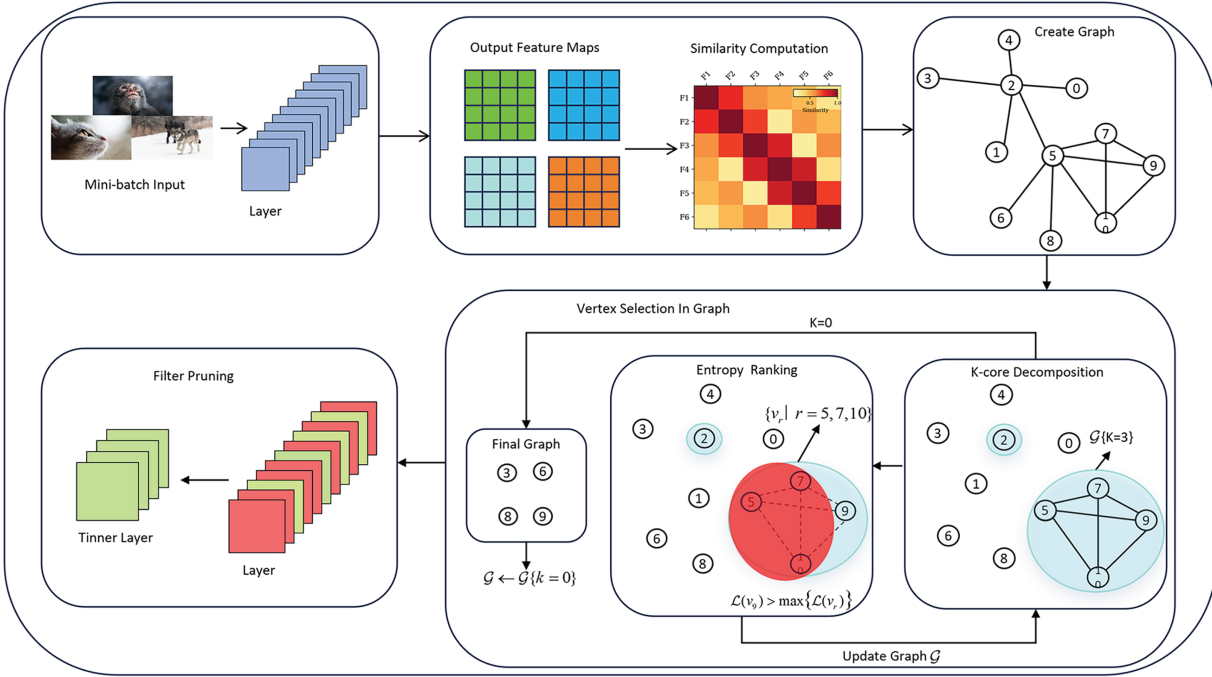 Mini-batch Input
Layer
Output Feature Maps
Similarity Computation
F1 F2 F3 F4 F5 F6
F1
F2
F3
F4
F5
F6
0.5 1.0
Similarity
Create Graph
4
3
2
0
1
7
5
9
6
10
8
Vertex Selection In Graph
K=0
Filter Pruning
Tinner Layer
Layer
Final Graph
3 6
8 9
𝒢 ← 𝒢{k = 0}
Entropy Ranking
4
{v_r | r = 5,7,10}
3
2
0
7
1
5
9
6
8
10
ℒ(v_9) > max{ℒ(v_r)}
K-core Decomposition
4
3
2
0
𝒢{K=3}
1
7
5
9
6
8
10
Update Graph 𝒢